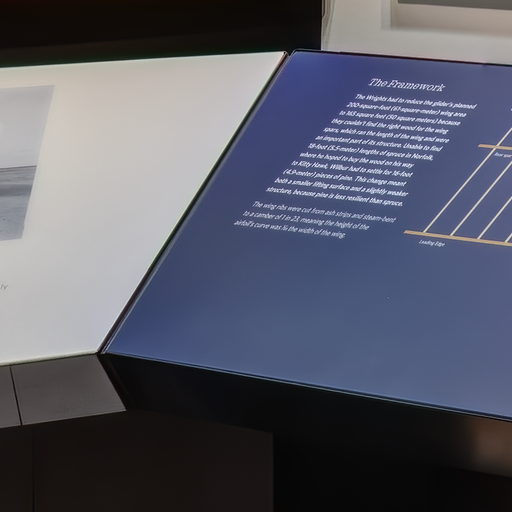 The Framework
The Wrights had to reduce the glider's planned
200-square-foot (61-square-meter) wing area
to 165 square feet (50 square meters) because
they couldn't find the right wood for the wing
spars, which ran the length of the wing and were
an important part of its structure. Unable to find
18-foot (5.5-meter) lengths of spruce in Norfolk,
where he hoped to buy the wood on his way
to Kitty Hawk, Wilbur had to settle for 16-foot
(4.9-meter) pieces of pine. This change meant
both a smaller lifting surface and a slightly weaker
structure, because pine is less resilient than spruce.
The wing ribs were cut from ash strips and steam-bent
to a camber of 1 in 23, meaning the height of the
airfoil's curve was ⅟₂₃ the width of the wing.
Leading Edge